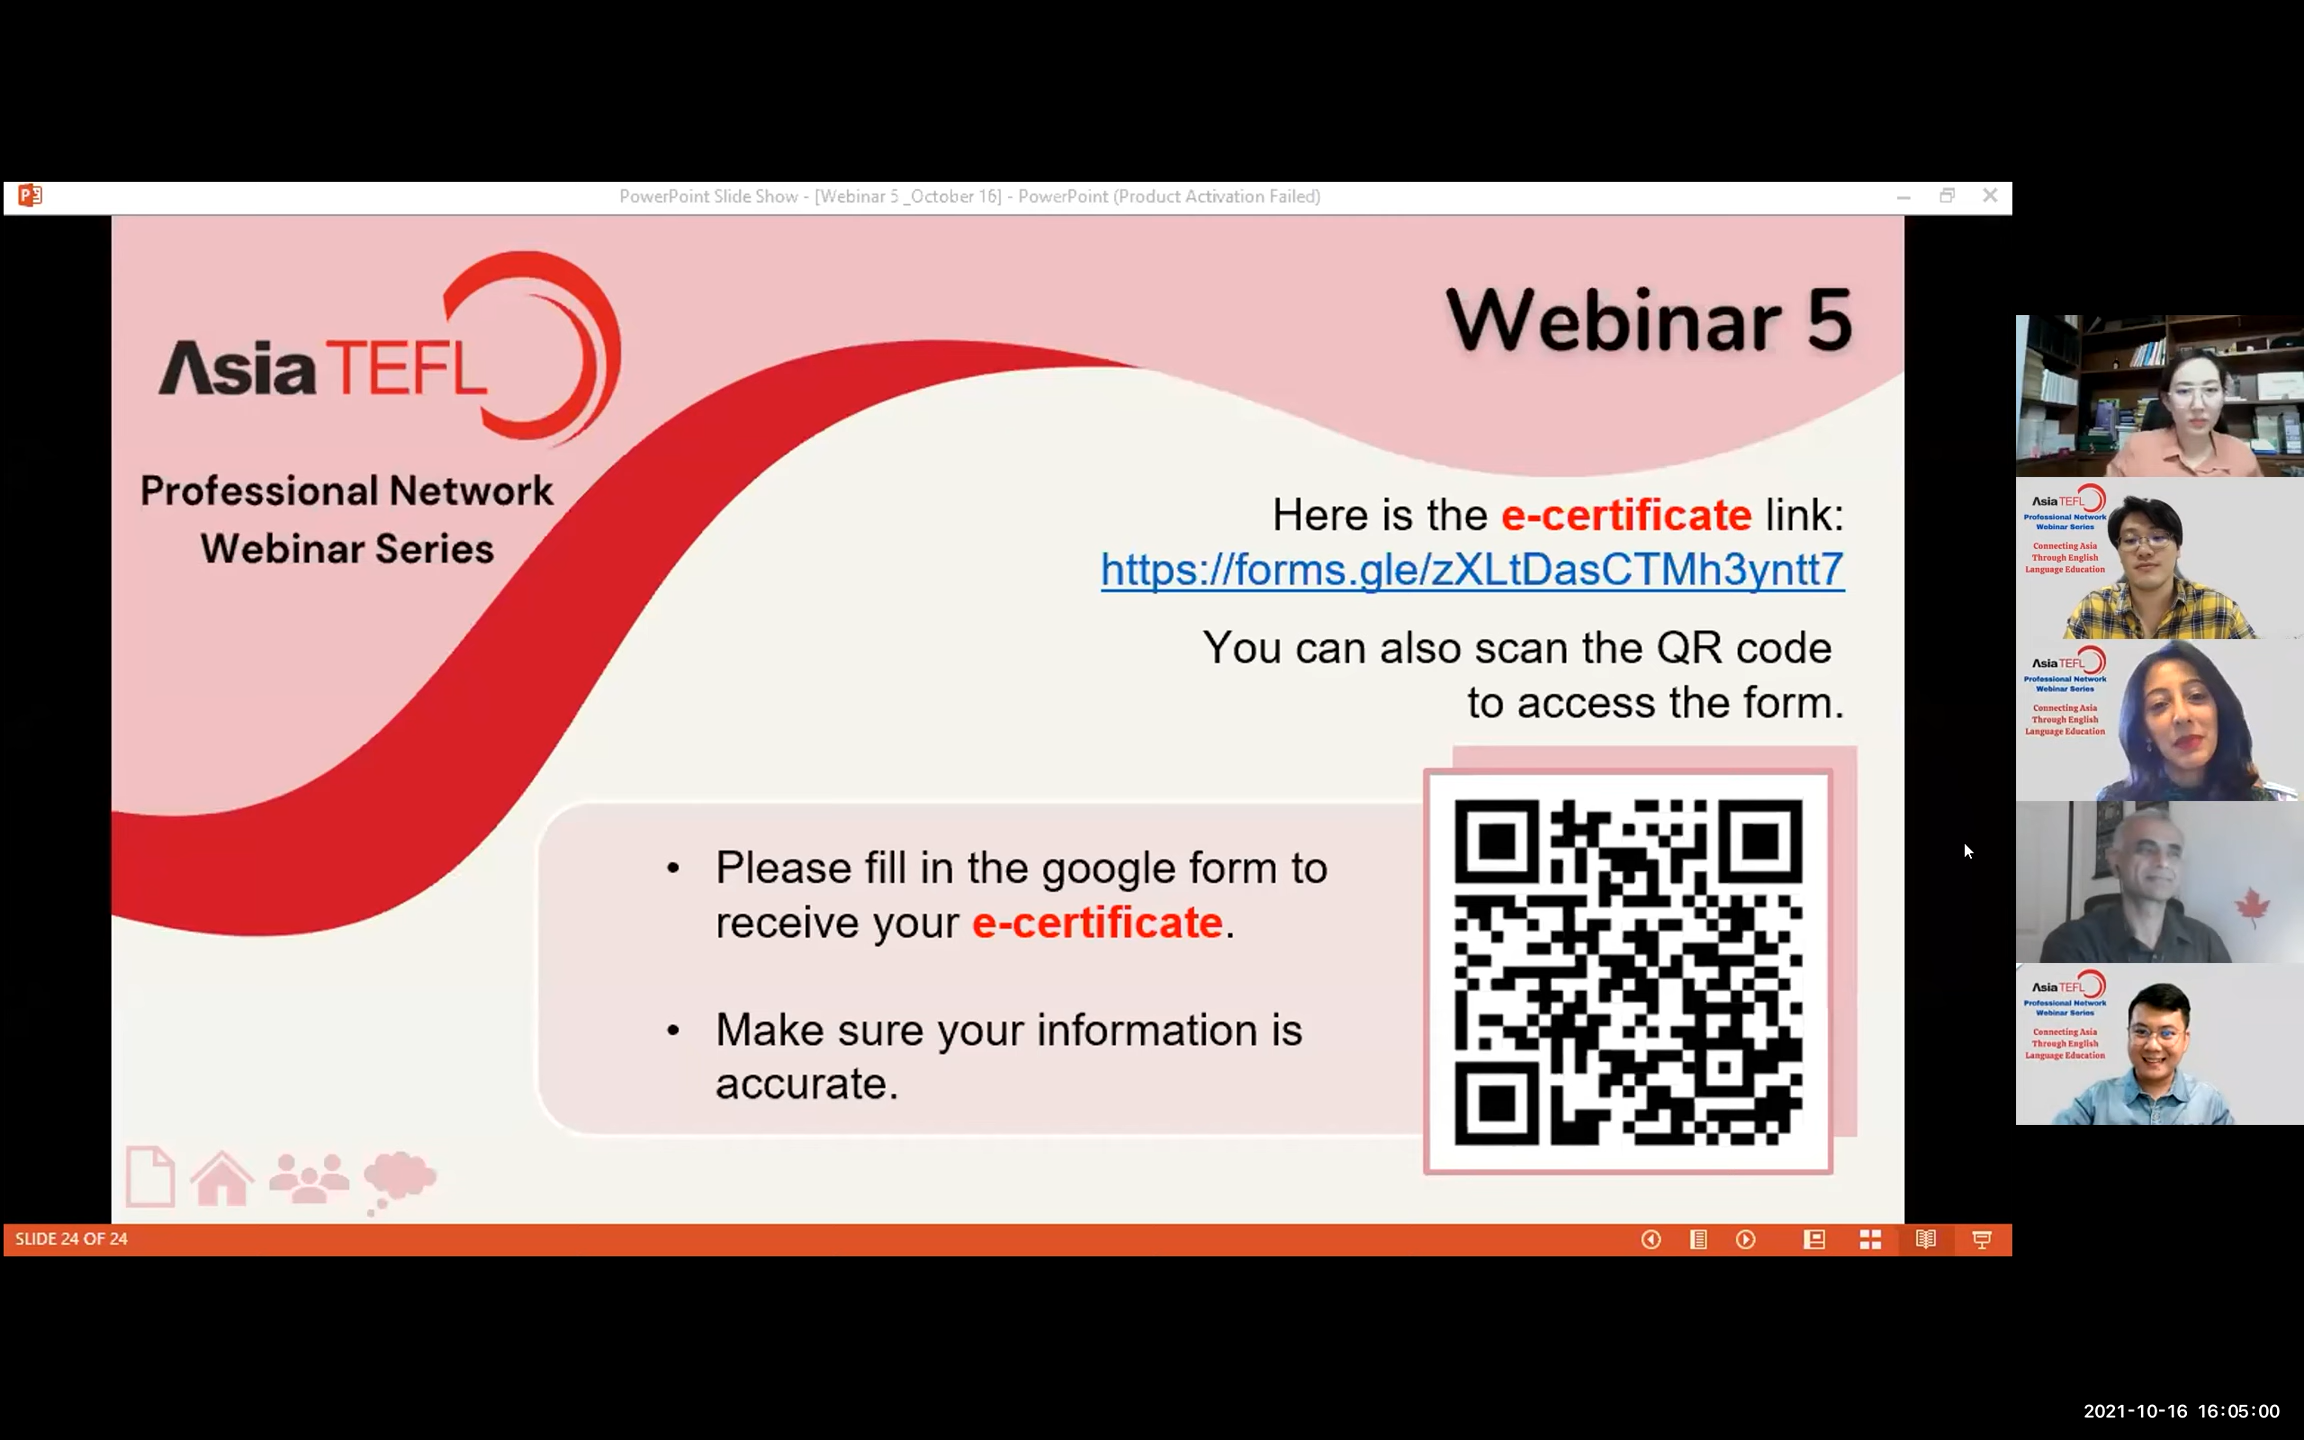 PowerPoint Slide Show - [Webinar 5 _October 16] - PowerPoint (Product Activation Failed)
Asia TEFL
Professional Network
Webinar Series
Webinar 5
Here is the e-certificate link:
https://forms.gle/zXLtDasCTMh3yntt7
You can also scan the QR code
to access the form.
• Please fill in the google form to
receive your e-certificate.
• Make sure your information is
accurate.
SLIDE 24 OF 24
Asia TEFL
Professional Network
Webinar Series
Connecting Asia
Through English
Language Education
Asia TEFL
Professional Network
Webinar Series
Connecting Asia
Through English
Language Education
Asia TEFL
Professional Network
Webinar Series
Connecting Asia
Through English
Language Education
2021-10-16 16:05:00